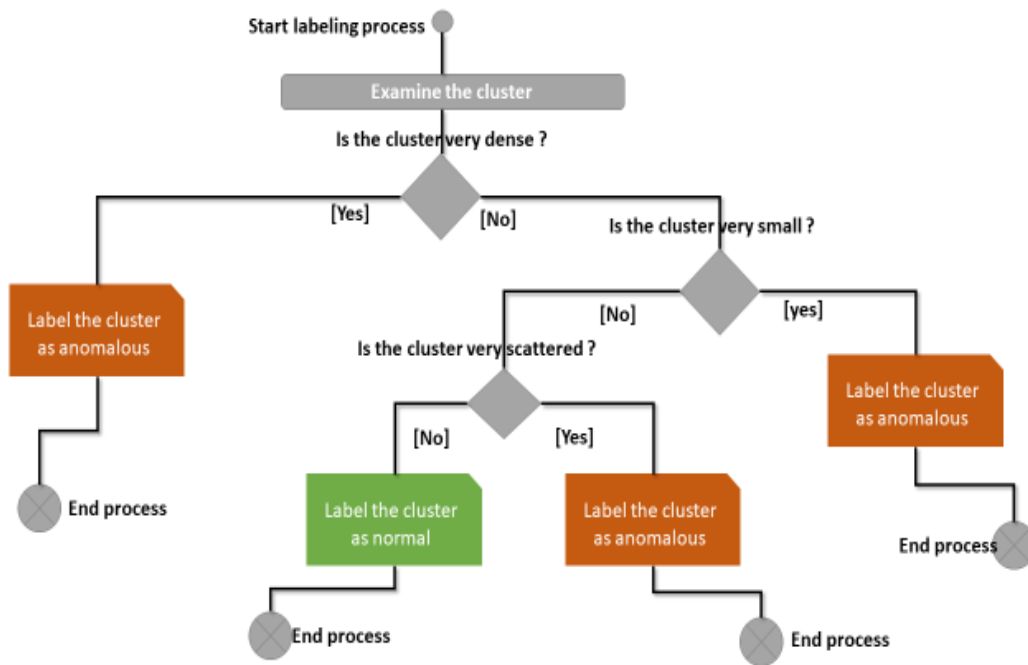 Start labeling process
Examine the cluster
Is the cluster very dense ?
[Yes]
[No]
Is the cluster very small ?
[No]
[yes]
Label the cluster
as anomalous
Is the cluster very scattered ?
Label the cluster
as anomalous
[No]
[Yes]
End process
Label the cluster
as normal
Label the cluster
as anomalous
End process
End process
End process